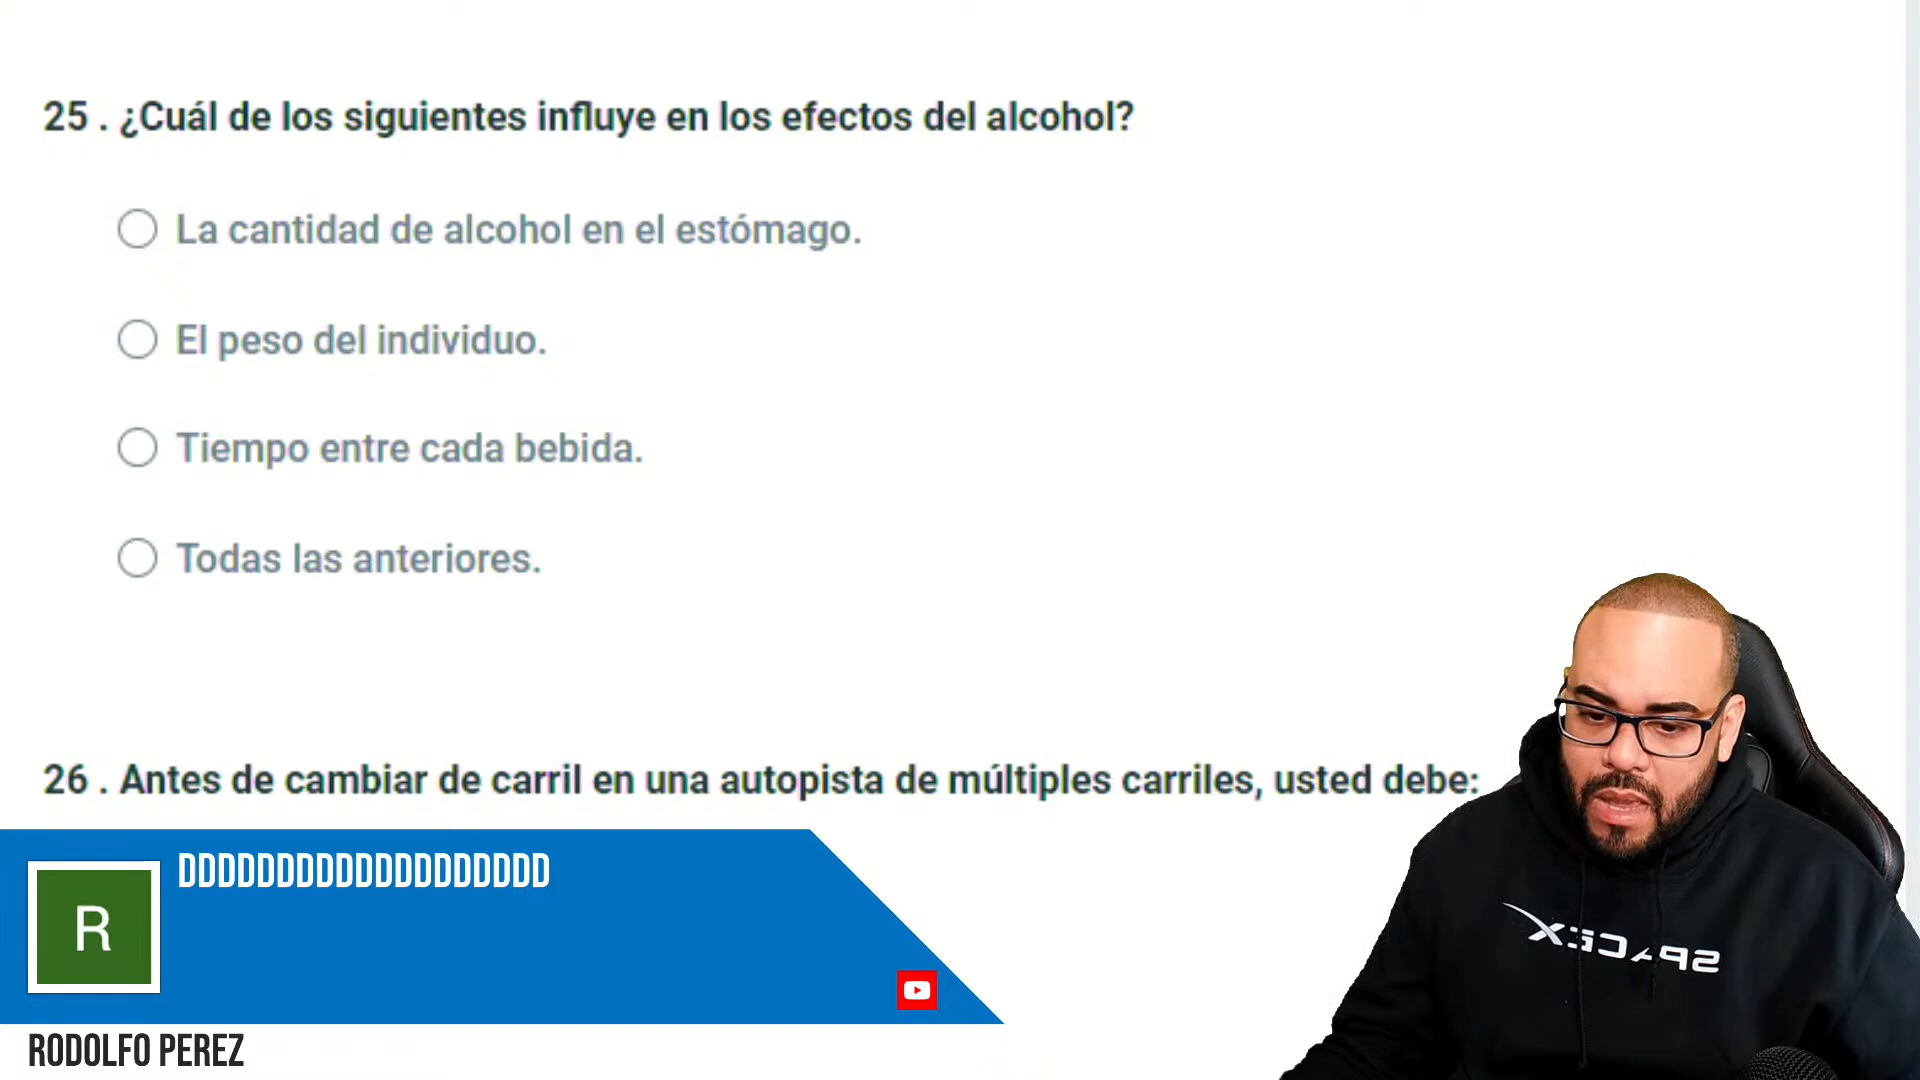 25 . ¿Cuál de los siguientes influye en los efectos del alcohol?
La cantidad de alcohol en el estómago.
El peso del individuo.
Tiempo entre cada bebida.
Todas las anteriores.
26 . Antes de cambiar de carril en una autopista de múltiples carriles, usted debe:
DDDDDDDDDDDDDDDDDDD
R
SPACEX
RODOLFO PEREZ